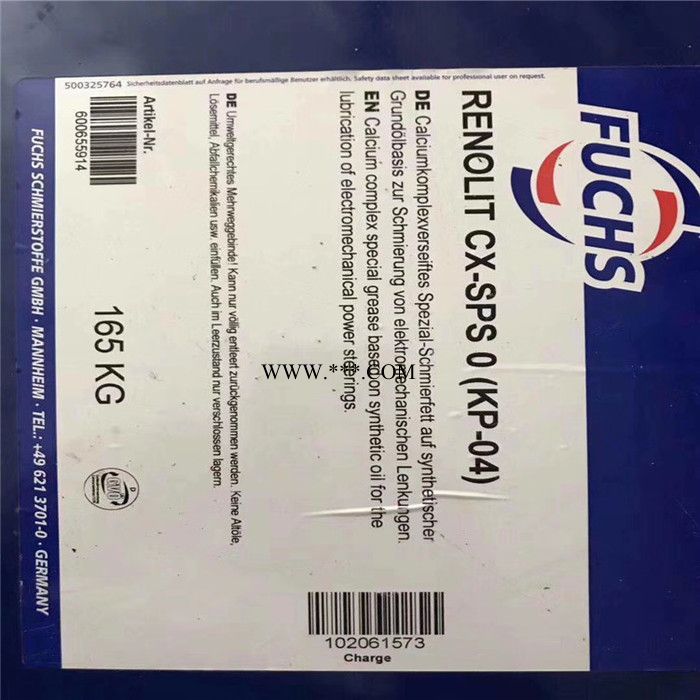 FUCHS
RENOLIT CX-SPS 0 (KP-04)
DE Calciumkomplexverseiftes Spezial-Schmierfett auf synthetischer
Grundölbasis zur Schmierung von elektromechanischen Lenkungen.
EN Calcium complex special grease based on synthetic oil for the
lubrication of electromechanical power steerings.
WWW.***.COM
DE Umweltgerechtes Mehrweggebinde! Kann nur völlig entleert zurückgenommen werden. Keine Altöle,
Lösemittel, Abfallchemikalien usw. einfüllen. Auch im Leerzustand nur verschlossen lagern.
Artikel-Nr.
600655914
165 KG
500325764
Sicherheitsdatenblatt auf Anfrage für berufsmäßige Benutzer erhältlich. Safety data sheet available for professional user on request.
102061573
Charge
FUCHS SCHMIERSTOFFE GMBH · MANNHEIM · TEL.: +49 621 3701-0 · GERMANY